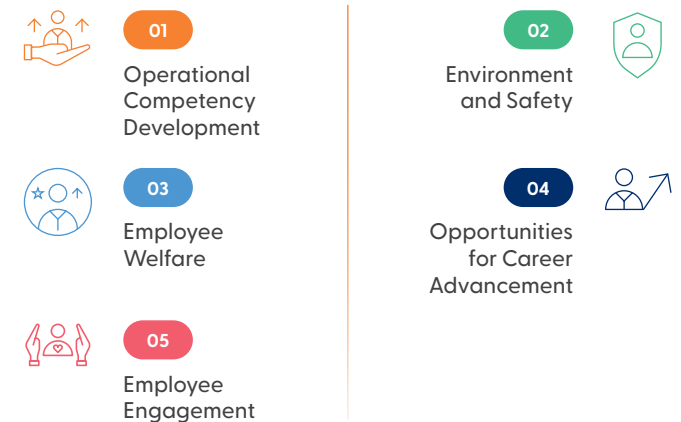 01
Operational
Competency
Development
02
Environment
and Safety
03
Employee
Welfare
04
Opportunities
for Career
Advancement
05
Employee
Engagement